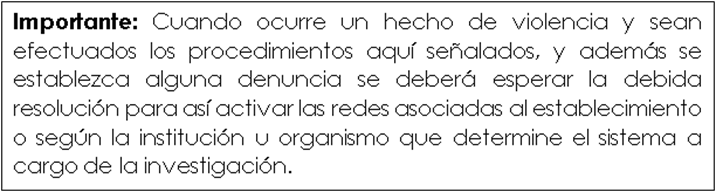 Importante: Cuando ocurre un hecho de violencia y sean
efectuados los procedimientos aquí señalados, y además se
establezca alguna denuncia se deberá esperar la debida
resolución para así activar las redes asociadas al establecimiento
o según la institución u organismo que determine el sistema a
cargo de la investigación.